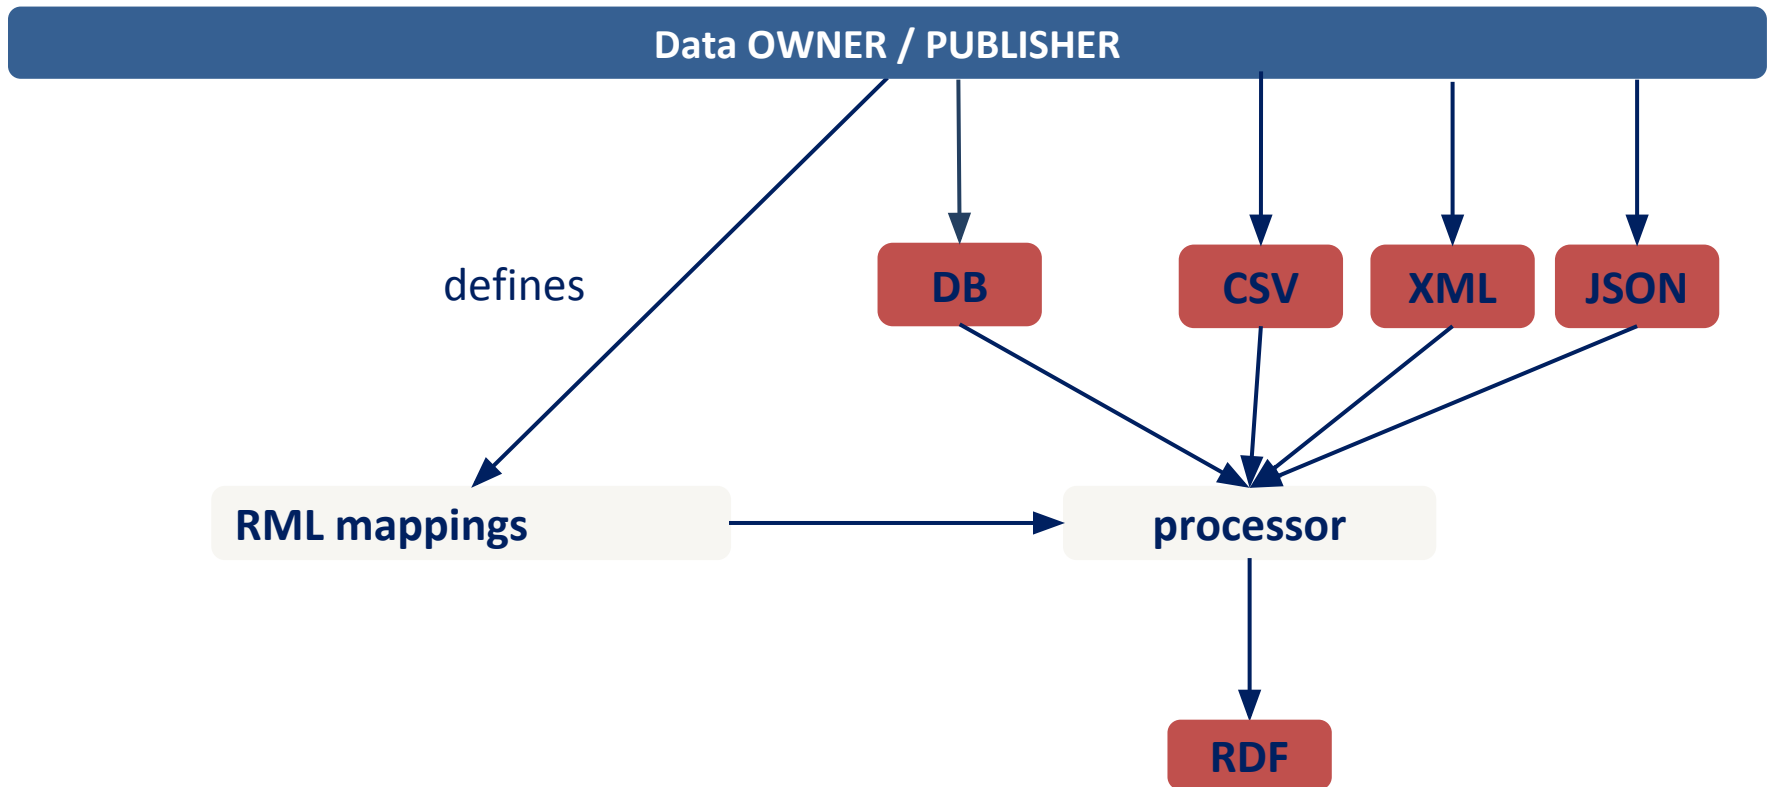 Data OWNER / PUBLISHER
defines
DB
CSV
XML
JSON
RML mappings
processor
RDF